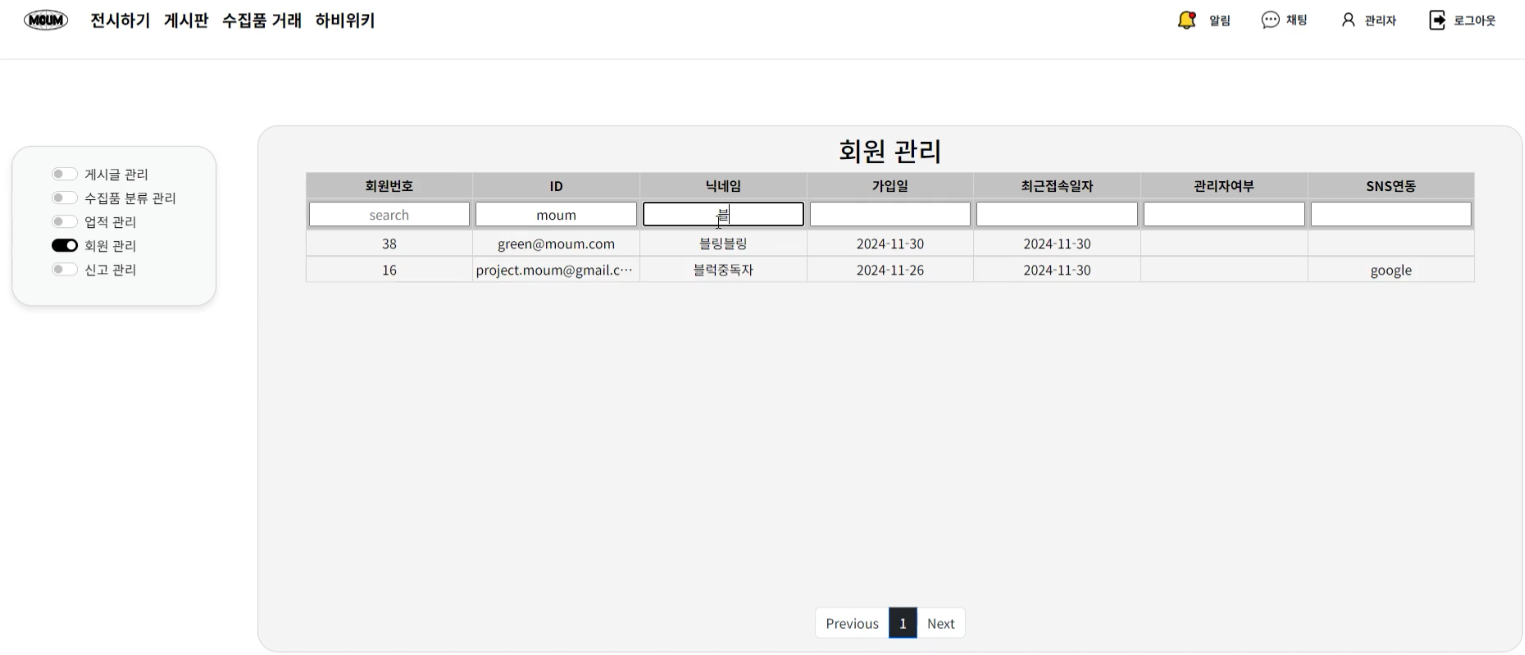 MOUM 전시하기 게시판 수집품 거래 하비위키 알림 채팅 관리자 로그아웃
게시글 관리
수집품 분류 관리
업적 관리
회원 관리
신고 관리
회원 관리
회원번호 ID 닉네임 가입일 최근접속일자 관리자여부 SNS연동
search moum 블
38 green@moum.com 블링블링 2024-11-30 2024-11-30
16 project.moum@gmail.c… 블럭중독자 2024-11-26 2024-11-30 google
Previous 1 Next